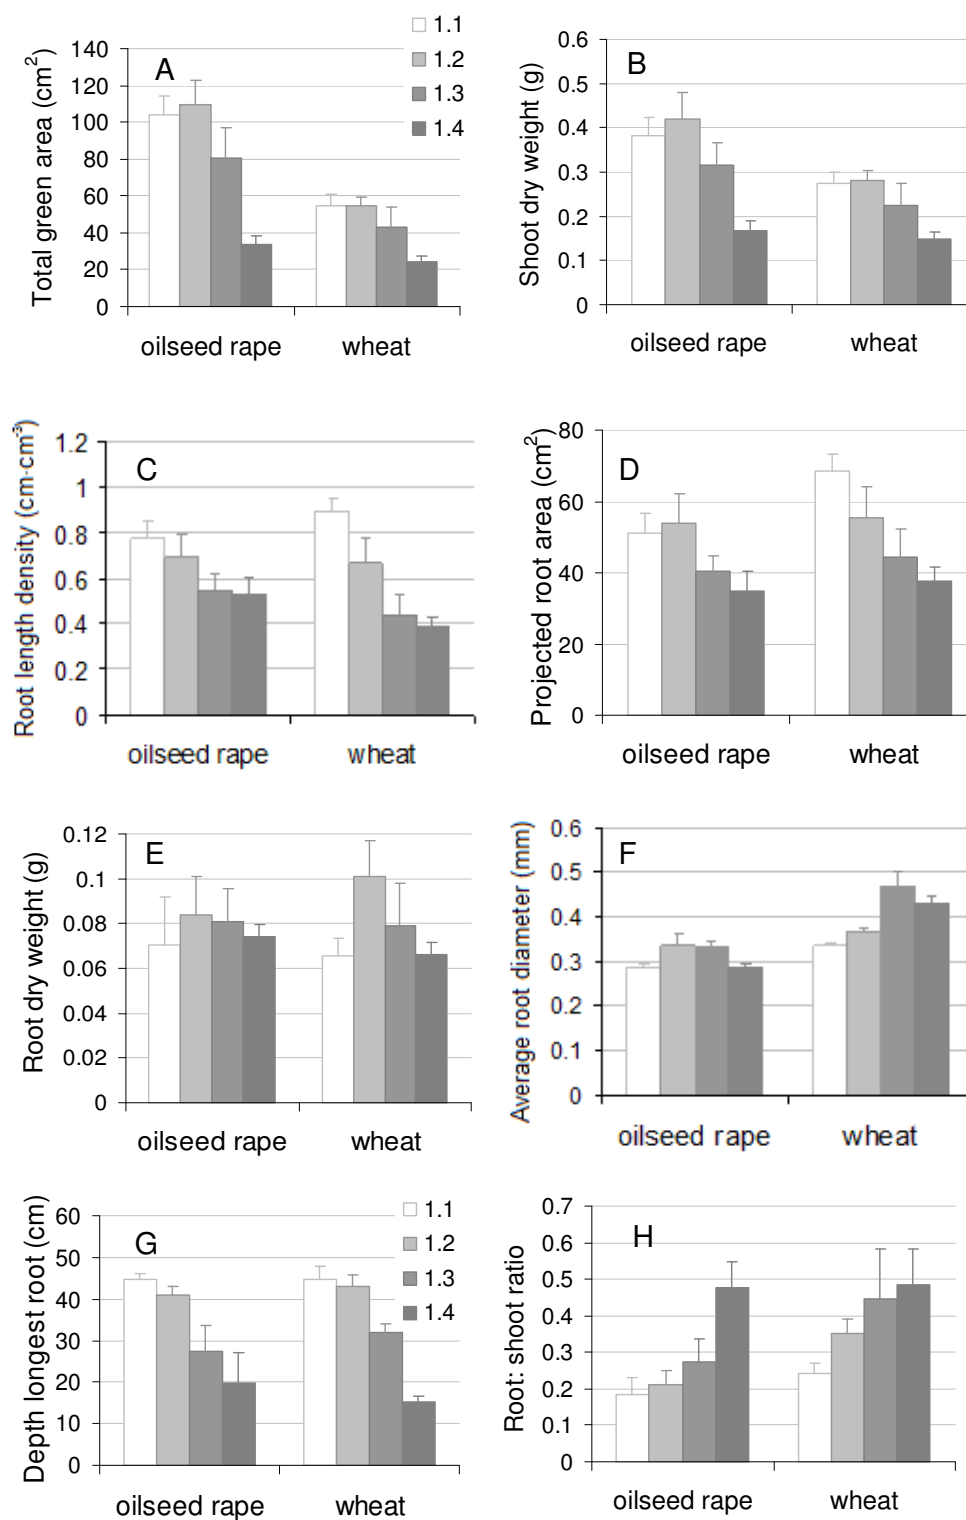 A
1.1
1.2
1.3
1.4
Total green area (cm²)
140
120
100
80
60
40
20
0
oilseed rape wheat
B
Shoot dry weight (g)
0.6
0.5
0.4
0.3
0.2
0.1
0
oilseed rape wheat
C
Root length density (cm·cm⁻³)
1.2
1
0.8
0.6
0.4
0.2
0
oilseed rape wheat
D
Projected root area (cm²)
80
60
40
20
0
oilseed rape wheat
E
Root dry weight (g)
0.12
0.1
0.08
0.06
0.04
0.02
0
oilseed rape wheat
F
Average root diameter (mm)
0.6
0.5
0.4
0.3
0.2
0.1
0
oilseed rape wheat
G
1.1
1.2
1.3
1.4
Depth longest root (cm)
60
50
40
30
20
10
0
oilseed rape wheat
H
Root: shoot ratio
0.7
0.6
0.5
0.4
0.3
0.2
0.1
0
oilseed rape wheat